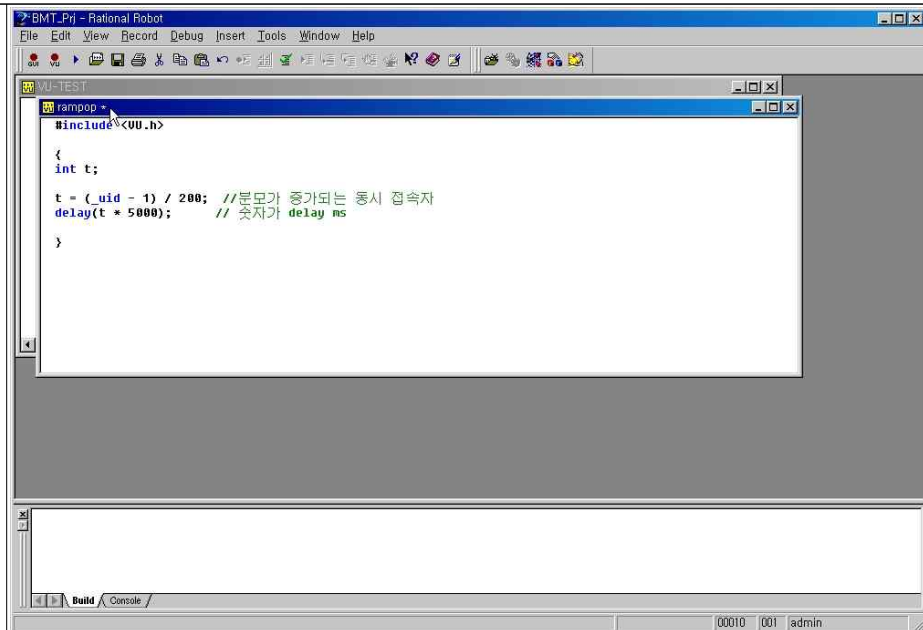 BMT_Prj - Rational Robot
File Edit View Record Debug Insert Tools Window Help
GUI VU
VU-TEST
rampop *
#include <VU.h>
{
int t;
t = (_uid - 1) / 200; //분모가 증가되는 동시 접속자
delay(t * 5000); // 숫자가 delay ms
}
Build Console
00010 001 admin